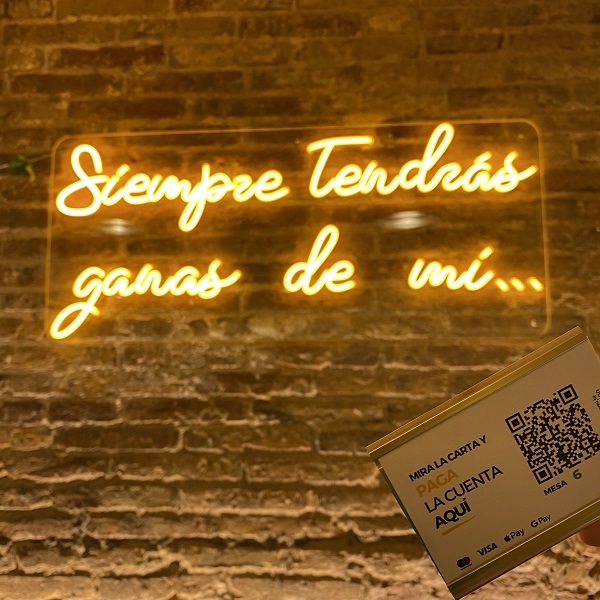 Siempre Tendrás
ganas de mí...
MIRA LA CARTA Y
PAGA
LA CUENTA
AQUÍ
MESA 6
VISA Pay G Pay